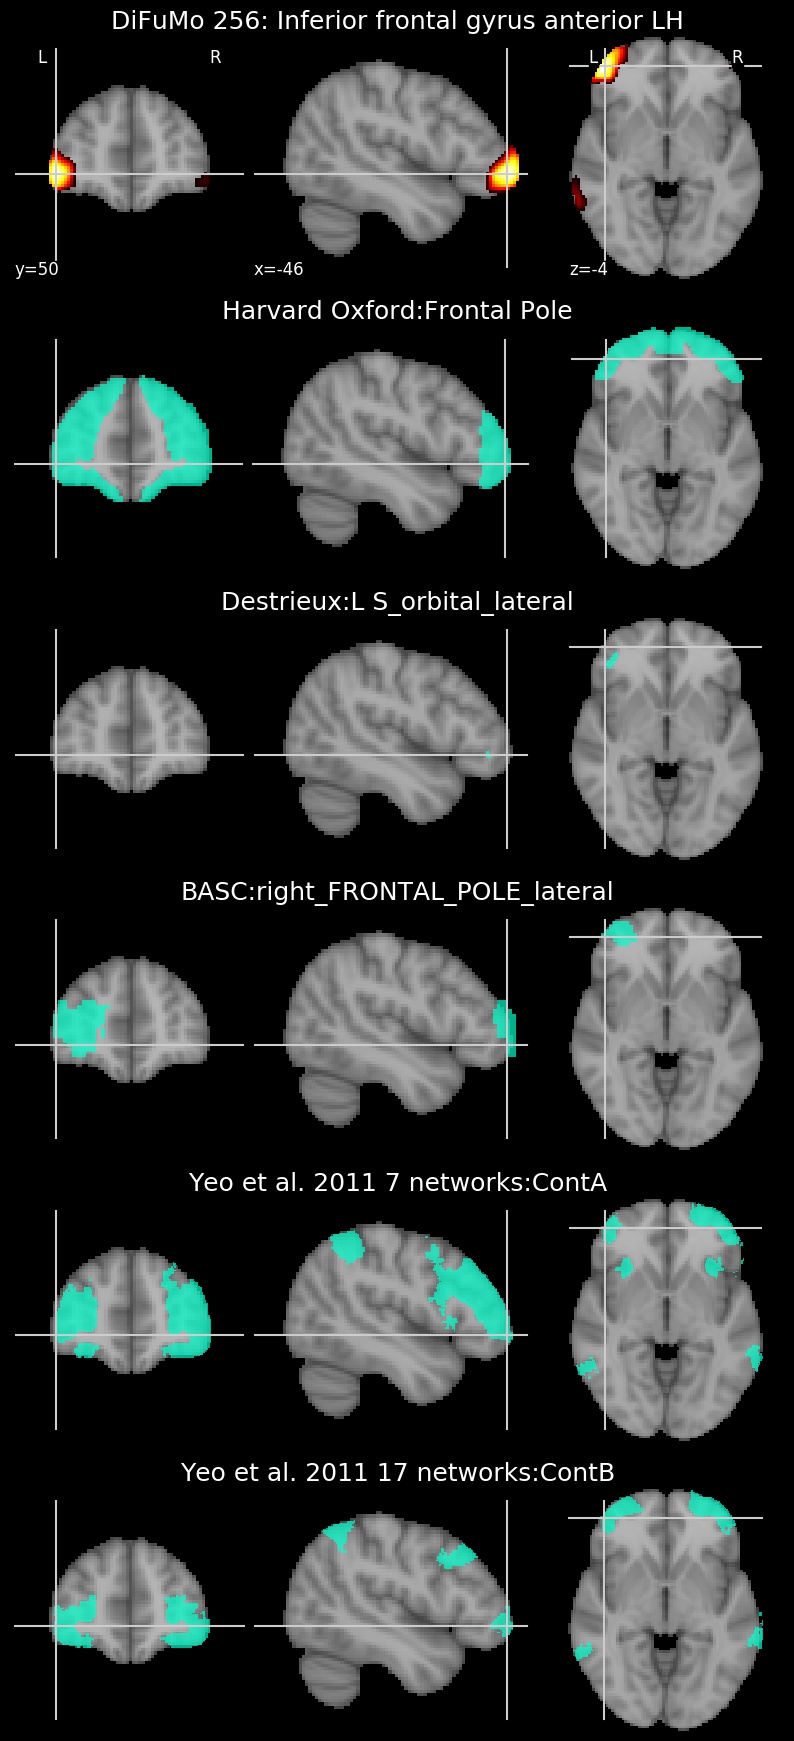 DiFuMo 256: Inferior frontal gyrus anterior LH
L R L R
y=50 x=-46 z=-4
Harvard Oxford:Frontal Pole
Destrieux:L S_orbital_lateral
BASC:right_FRONTAL_POLE_lateral
Yeo et al. 2011 7 networks:ContA
Yeo et al. 2011 17 networks:ContB